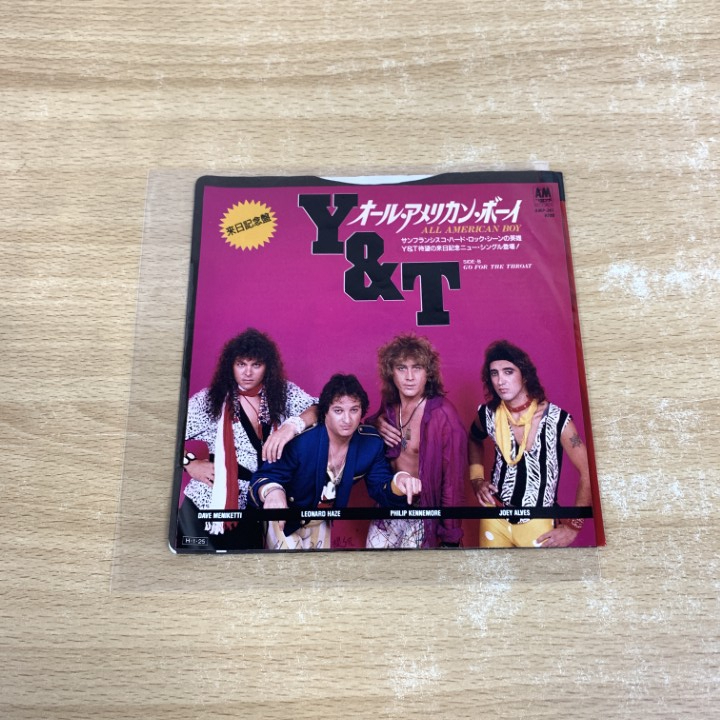 来日記念盤
Y&T
オール・アメリカン・ボーイ
ALL AMERICAN BOY
サンフランシスコ・ハード・ロック・シーンの英雄
Y&T待望の来日記念ニュー・シングル登場!
SIDE-B
GO FOR THE THROAT
A&M
DAVE MENIKETTI
LEONARD HAZE
PHILIP KENNEMORE
JOEY ALVES
H-1-25